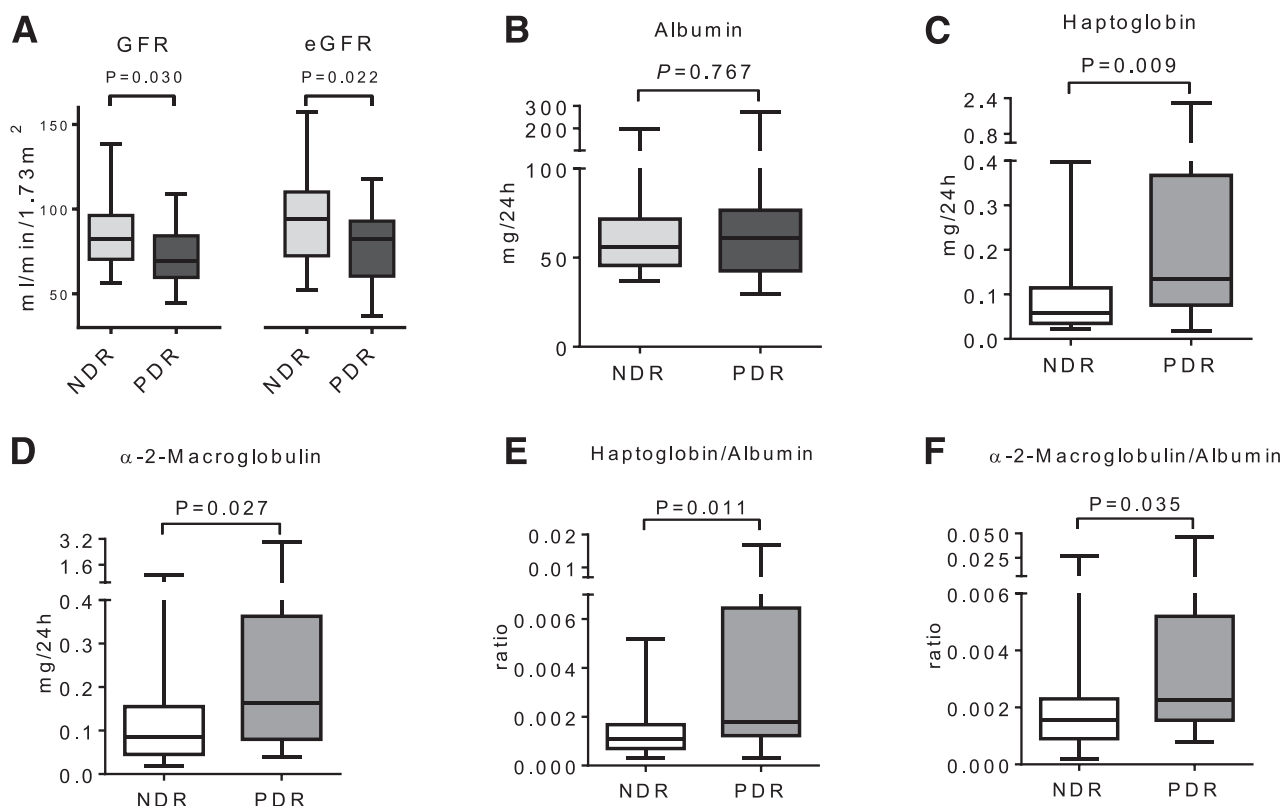 A
GFR
eGFR
P=0.030
P=0.022
ml/min/1.73m 2
150
100
50
NDR
PDR
NDR
PDR
B
Albumin
P=0.767
mg/24h
300
200
100
50
0
NDR
PDR
C
Haptoglobin
P=0.009
mg/24h
2.4
0.8
0.4
0.3
0.2
0.1
0.0
NDR
PDR
D
α-2-Macroglobulin
P=0.027
mg/24h
3.2
1.6
0.4
0.3
0.2
0.1
0.0
NDR
PDR
E
Haptoglobin/Albumin
P=0.011
ratio
0.02
0.01
0.006
0.004
0.002
0.000
NDR
PDR
F
α-2-Macroglobulin/Albumin
P=0.035
ratio
0.050
0.025
0.006
0.004
0.002
0.000
NDR
PDR